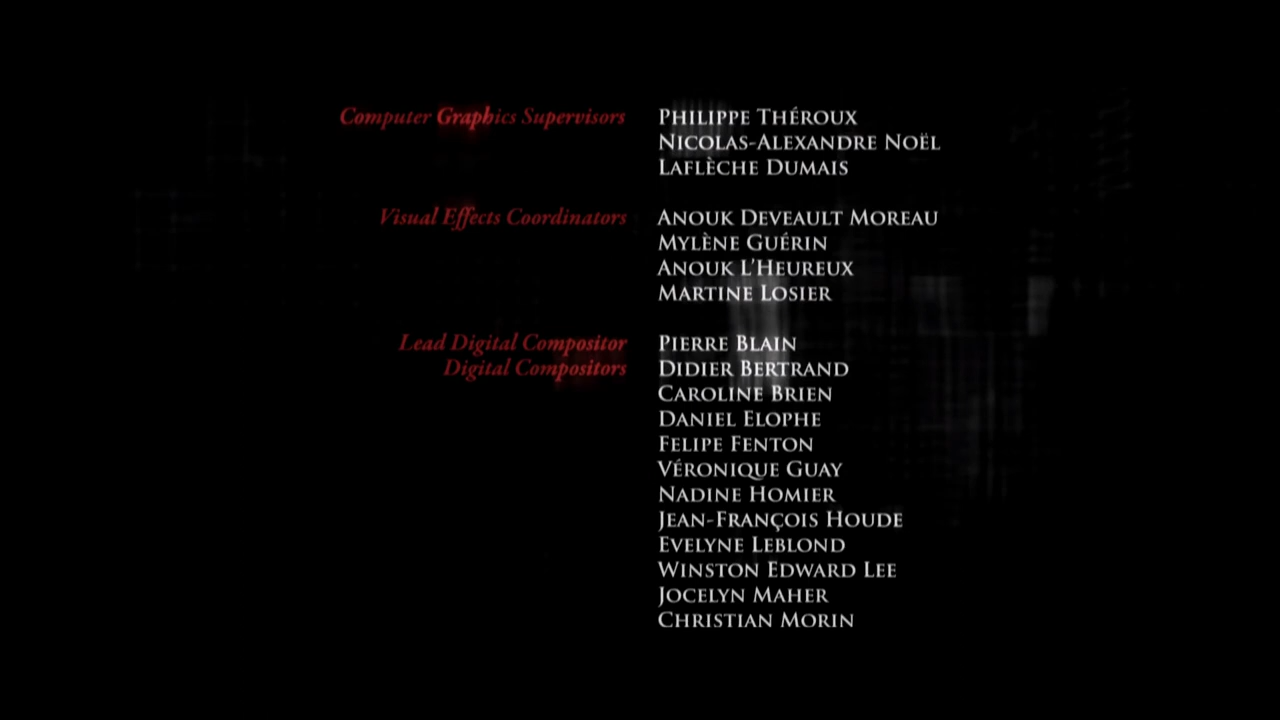 Computer Graphics Supervisors PHILIPPE THÉROUX
NICOLAS-ALEXANDRE NOËL
LAFLÈCHE DUMAIS
Visual Effects Coordinators ANOUK DEVEAULT MOREAU
MYLÈNE GUÉRIN
ANOUK L'HEUREUX
MARTINE LOSIER
Lead Digital Compositor PIERRE BLAIN
Digital Compositors DIDIER BERTRAND
CAROLINE BRIEN
DANIEL ELOPHE
FELIPE FENTON
VÉRONIQUE GUAY
NADINE HOMIER
JEAN-FRANÇOIS HOUDE
EVELYNE LEBLOND
WINSTON EDWARD LEE
JOCELYN MAHER
CHRISTIAN MORIN